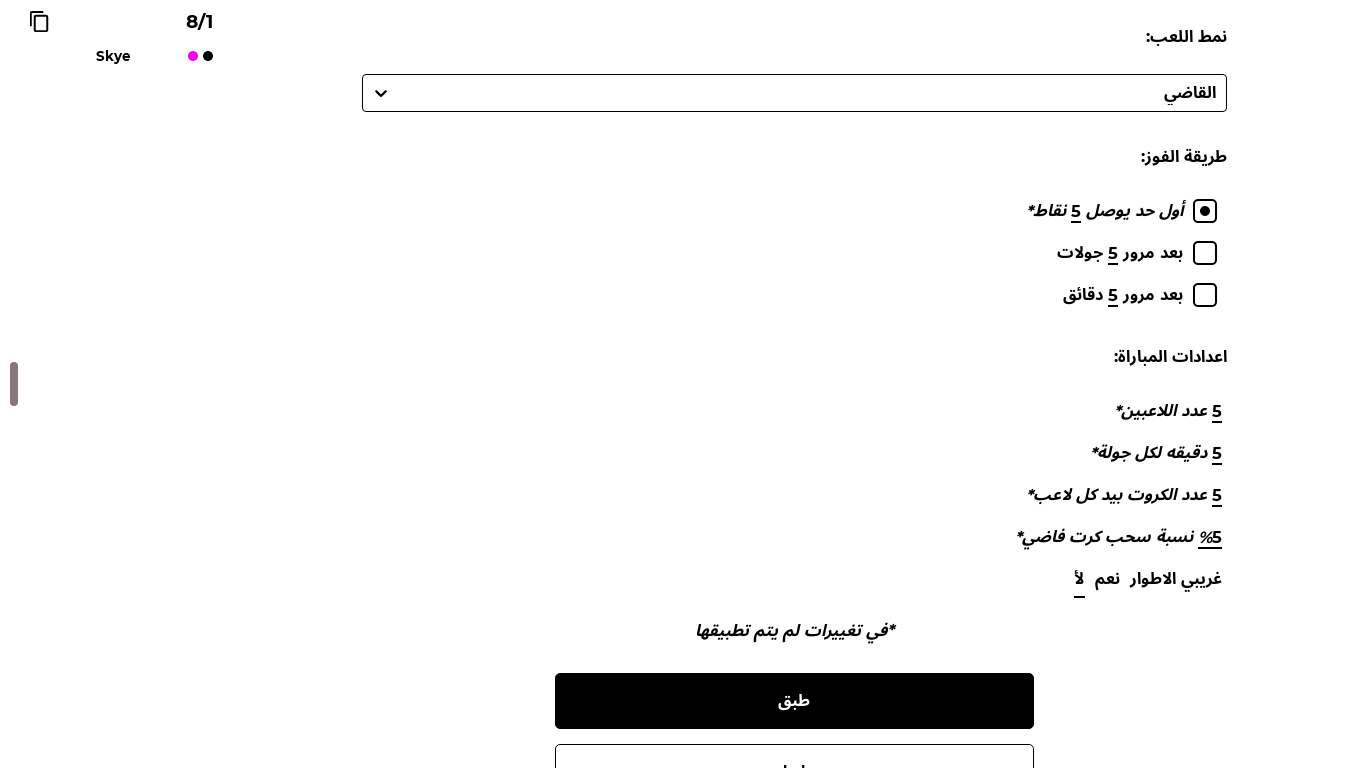 8/1
Skye
نمط اللعب:
القاضي
طريقة الفوز:
أول حد يوصل 5 نقاط*
بعد مرور 5 جولات
بعد مرور 5 دقائق
اعدادات المباراة:
5 عدد اللاعبين*
5 دقيقه لكل جولة*
5 عدد الكروت بيد كل لاعب*
5% نسبة سحب كرت فاضي*
غريبي الاطوار نعم لأ
*في تغييرات لم يتم تطبيقها
طبق